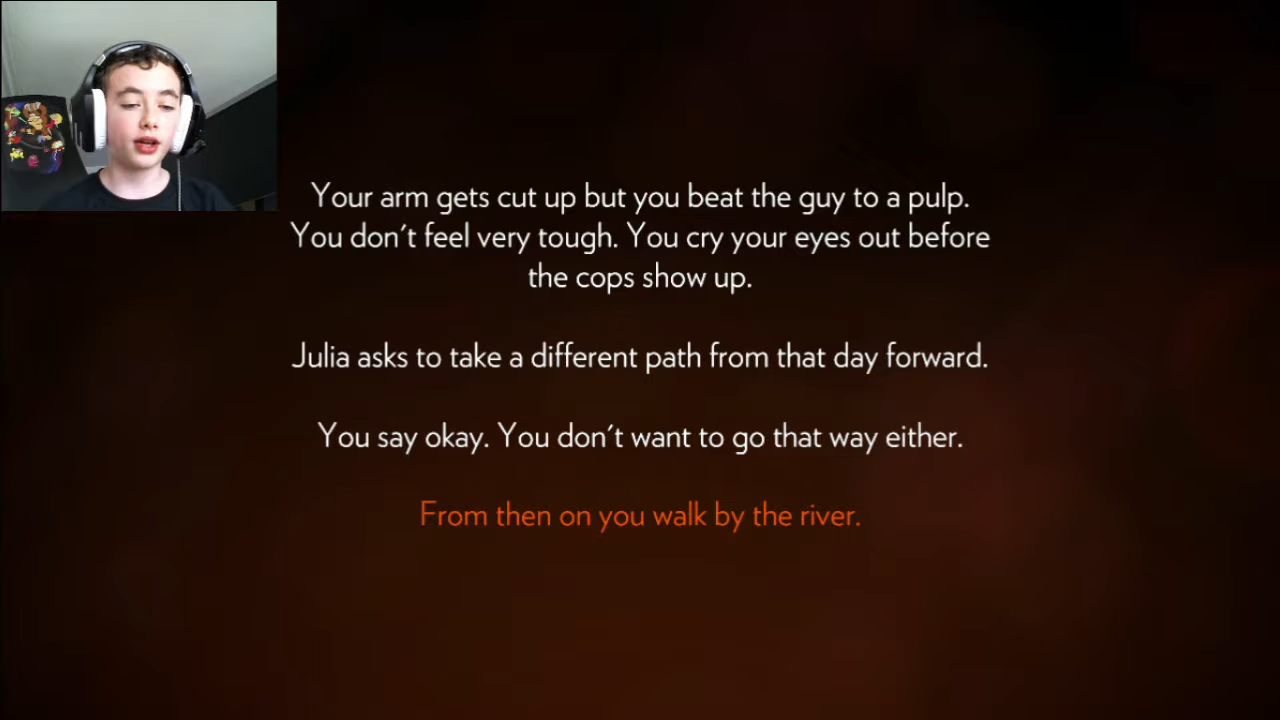 Your arm gets cut up but you beat the guy to a pulp.
You don't feel very tough. You cry your eyes out before
the cops show up.
Julia asks to take a different path from that day forward.
You say okay. You don't want to go that way either.
From then on you walk by the river.